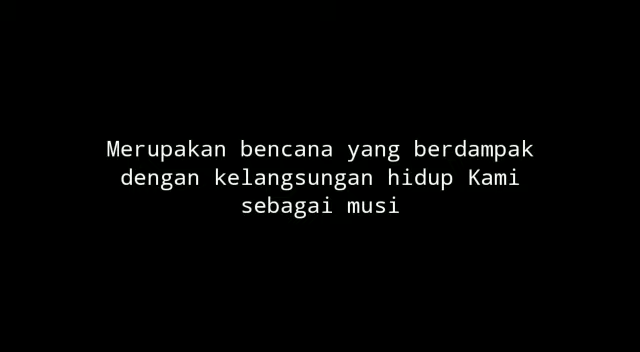 Merupakan bencana yang berdampak
dengan kelangsungan hidup Kami
sebagai musi